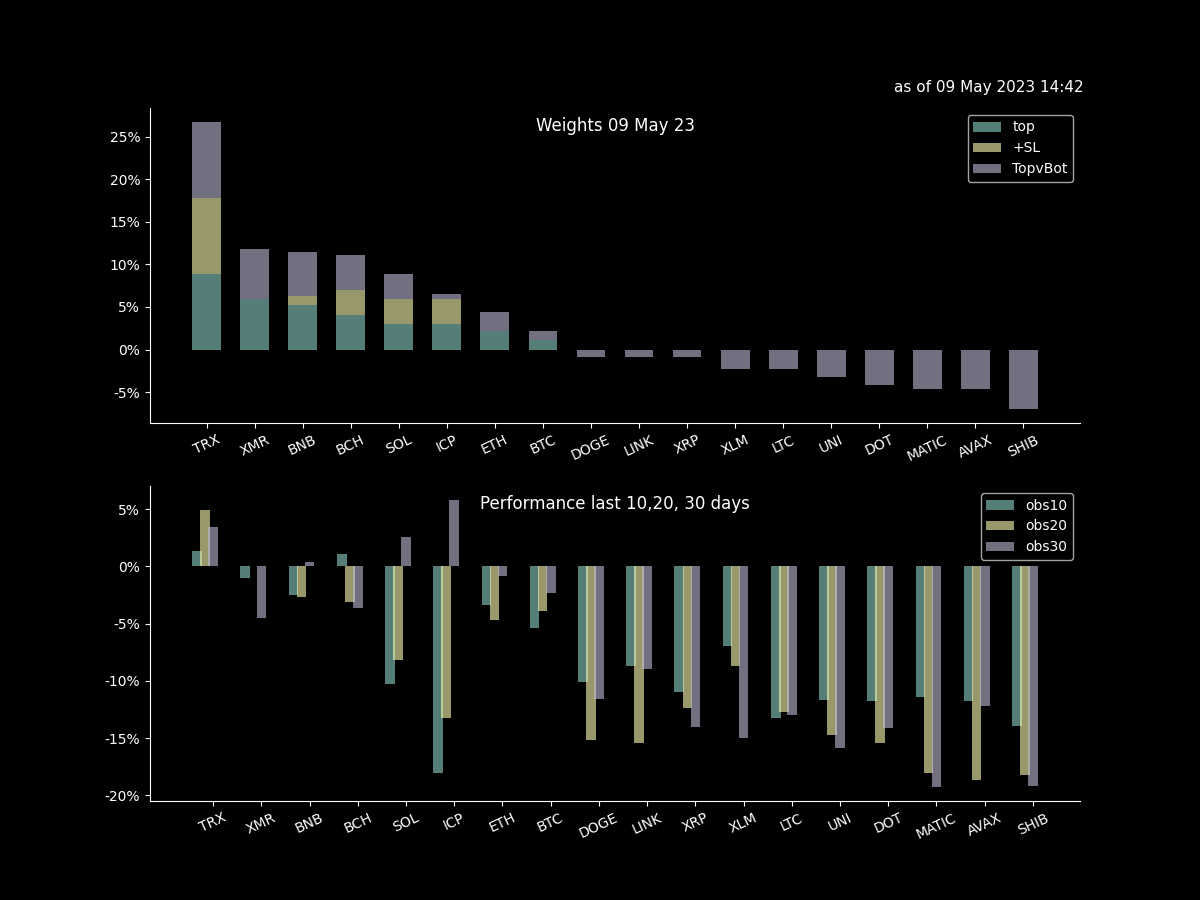 as of 09 May 2023 14:42
Weights 09 May 23
top
+SL
TopvBot
25%
20%
15%
10%
5%
0%
-5%
TRX XMR BNB BCH SOL ICP ETH BTC DOGE LINK XRP XLM LTC UNI DOT MATIC AVAX SHIB
Performance last 10,20, 30 days
obs10
obs20
obs30
5%
0%
-5%
-10%
-15%
-20%
TRX XMR BNB BCH SOL ICP ETH BTC DOGE LINK XRP XLM LTC UNI DOT MATIC AVAX SHIB